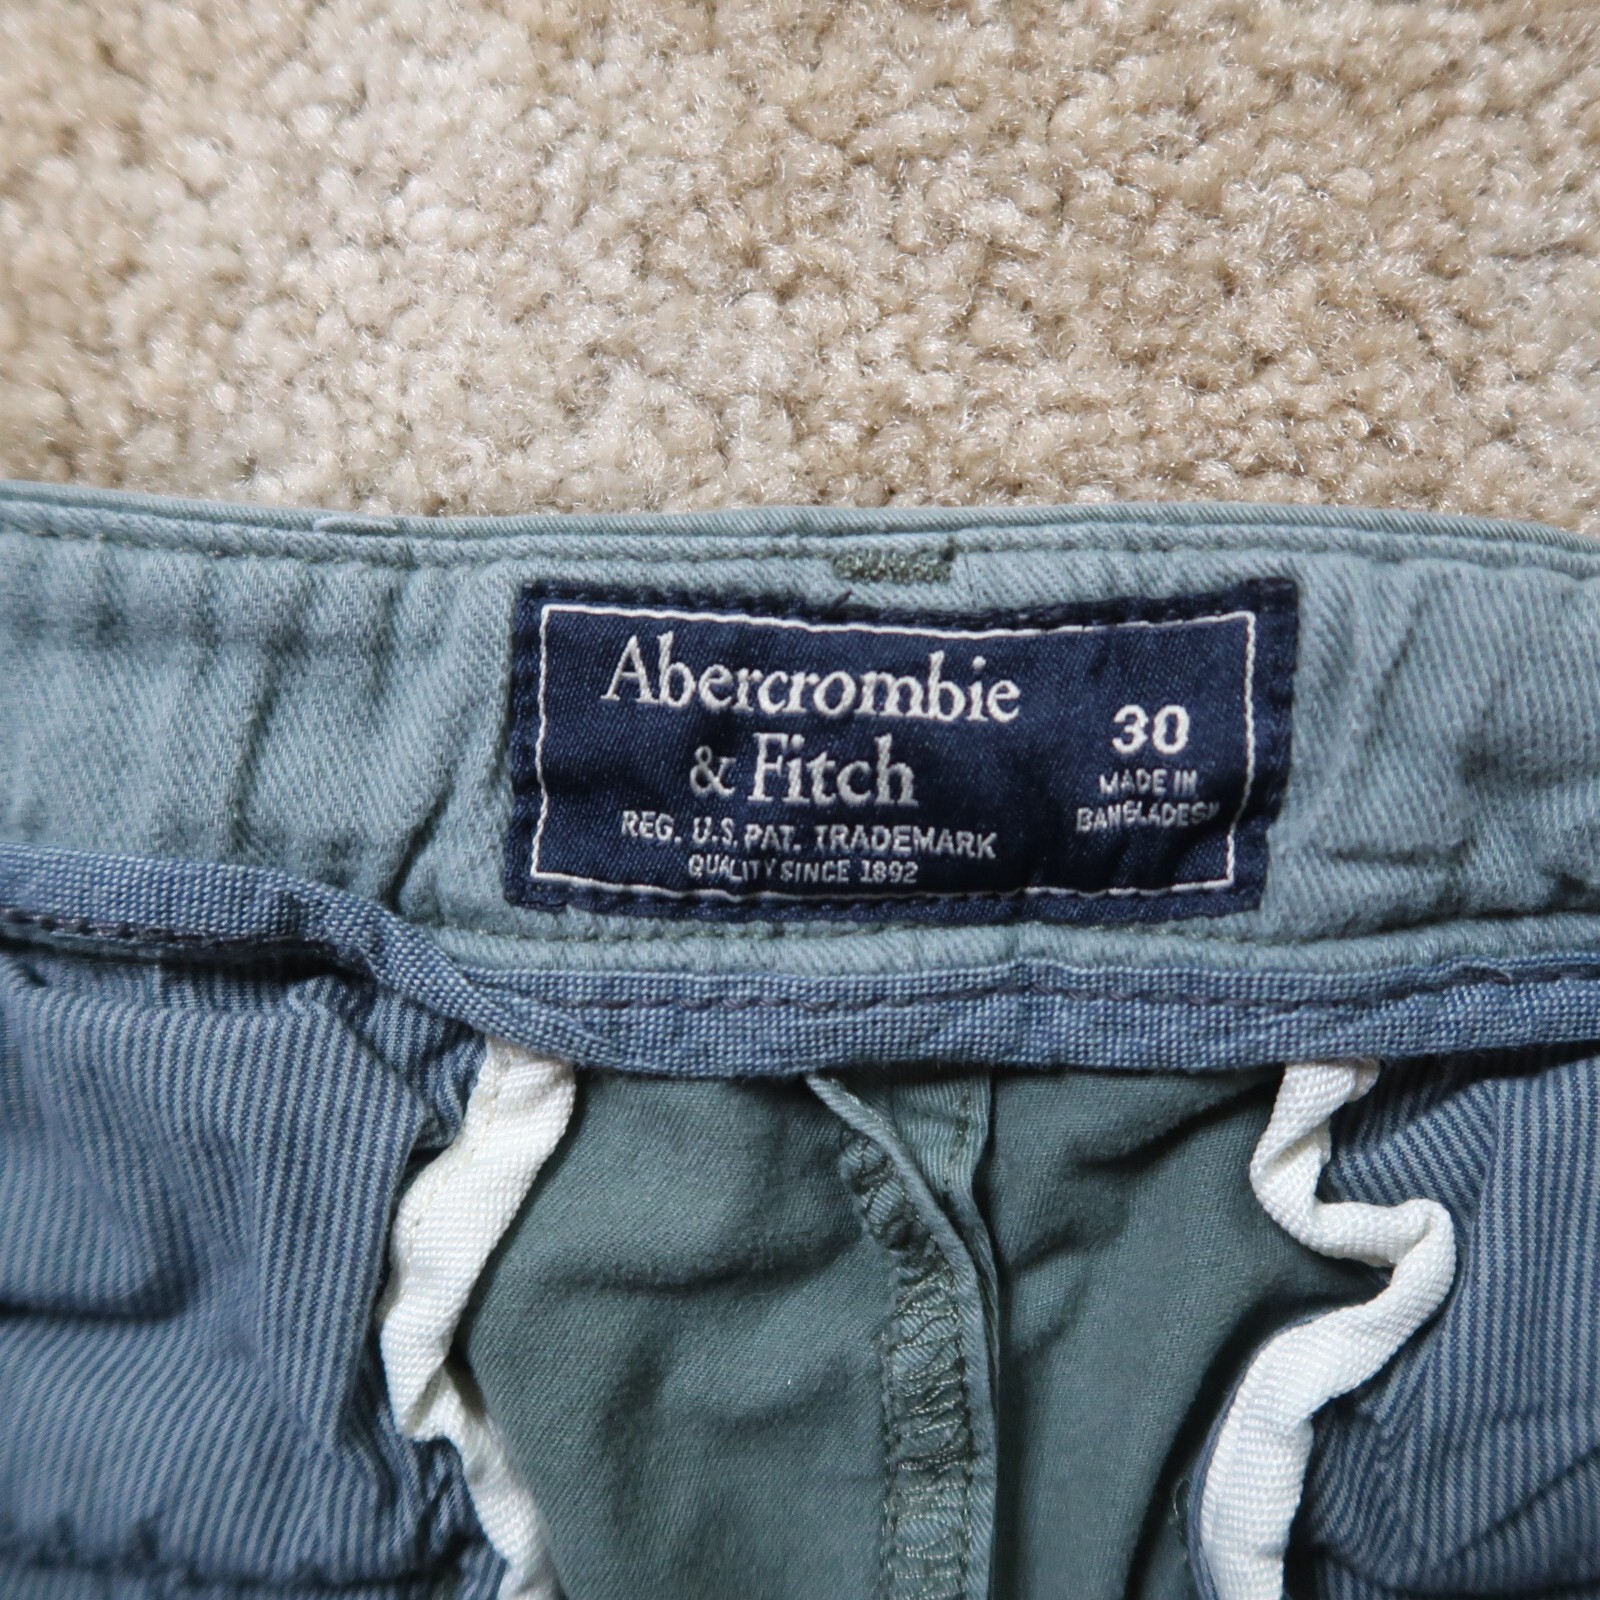 Abercrombie
& Fitch
REG. U.S. PAT. TRADEMARK
QUALITY SINCE 1892
30
MADE IN
BANGLADESH